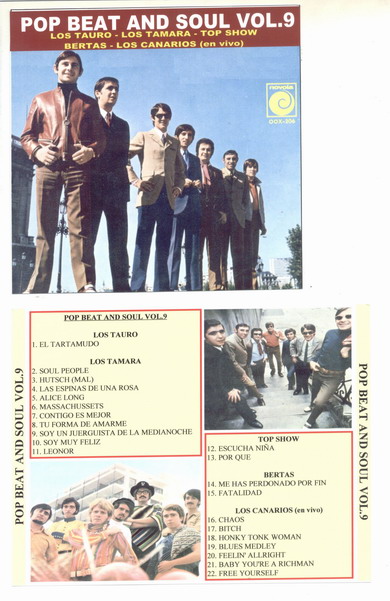 POP BEAT AND SOUL VOL.9
LOS TAURO - LOS TAMARA - TOP SHOW
BERTAS - LOS CANARIOS (en vivo)
novola
POP BEAT AND SOUL VOL.9
POP BEAT AND SOUL VOL.9
LOS TAURO
1. EL TARTAMUDO
LOS TAMARA
2. SOUL PEOPLE
3. HUTSCH (MAL)
4. LAS ESPINAS DE UNA ROSA
5. ALICE LONG
6. MASSACHUSSETS
7. CONTIGO ES MEJOR
8. TU FORMA DE AMARME
9. SOY UN JUERGUISTA DE LA MEDIANOCHE
10. SOY MUY FELIZ
11. LEONOR
TOP SHOW
12. ESCUCHA NIÑA
13. POR QUE
BERTAS
14. ME HAS PERDONADO POR FIN
15. FATALIDAD
LOS CANARIOS (en vivo)
16. CHAOS
17. BITCH
18. HONKY TONK WOMAN
19. BLUES MEDLEY
20. FEELIN' ALLRIGHT
21. BABY YOU'RE A RICHMAN
22. FREE YOURSELF
POP BEAT AND SOUL VOL.9